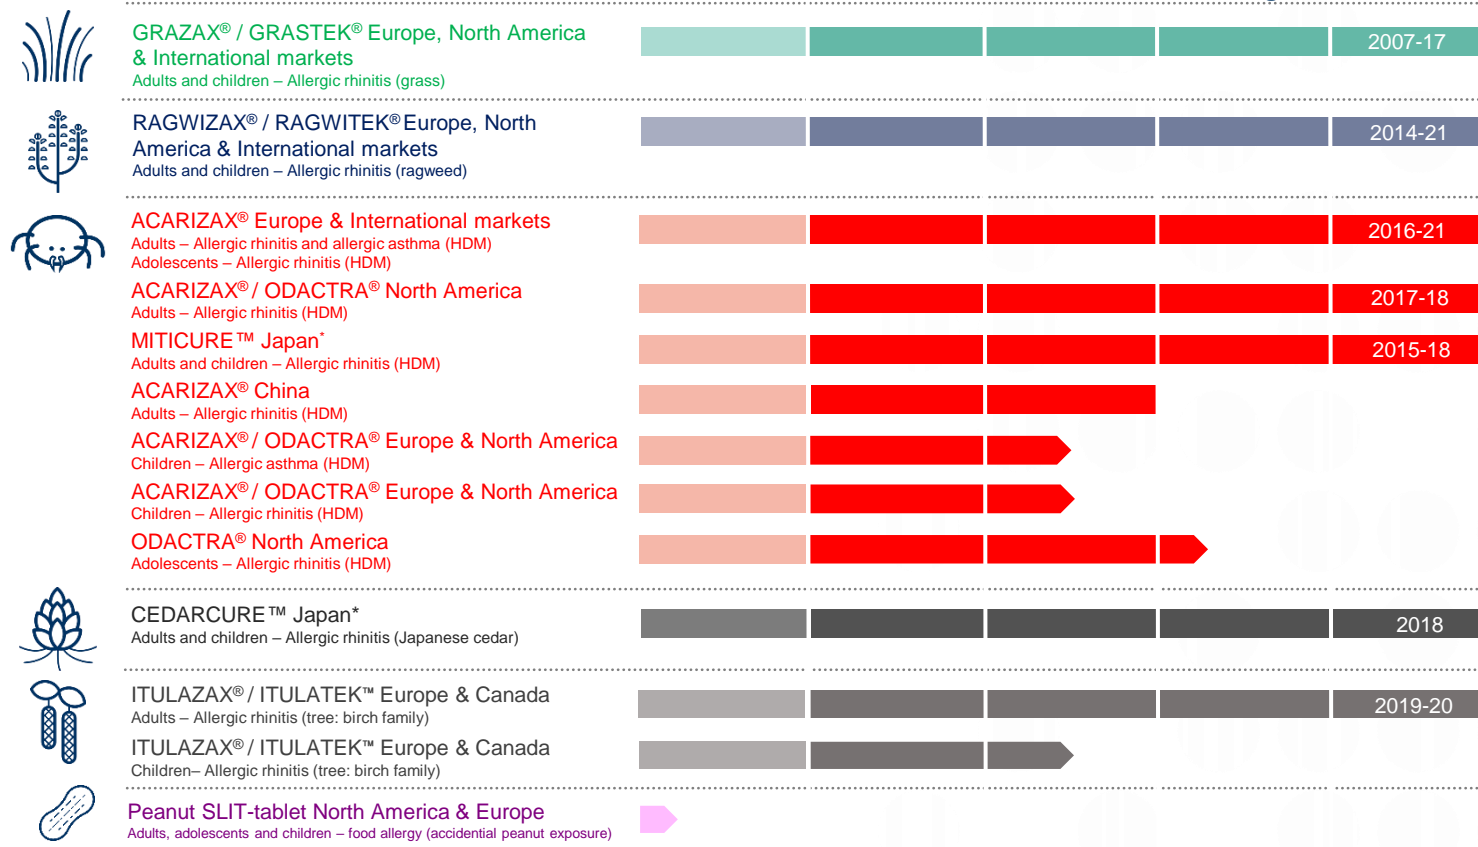 GRAZAX® / GRASTEK® Europe, North America
& International markets
Adults and children – Allergic rhinitis (grass)
2007-17
RAGWIZAX® / RAGWITEK® Europe, North
America & International markets
Adults and children – Allergic rhinitis (ragweed)
2014-21
ACARIZAX® Europe & International markets
Adults – Allergic rhinitis and allergic asthma (HDM)
Adolescents – Allergic rhinitis (HDM)
2016-21
ACARIZAX® / ODACTRA® North America
Adults – Allergic rhinitis (HDM)
2017-18
MITICURE™ Japan*
Adults and children – Allergic rhinitis (HDM)
2015-18
ACARIZAX® China
Adults – Allergic rhinitis (HDM)
ACARIZAX® / ODACTRA® Europe & North America
Children – Allergic asthma (HDM)
ACARIZAX® / ODACTRA® Europe & North America
Children – Allergic rhinitis (HDM)
ODACTRA® North America
Adolescents – Allergic rhinitis (HDM)
CEDARCURE™ Japan*
Adults and children – Allergic rhinitis (Japanese cedar)
2018
ITULAZAX® / ITULATEK™ Europe & Canada
Adults – Allergic rhinitis (tree: birch family)
2019-20
ITULAZAX® / ITULATEK™ Europe & Canada
Children– Allergic rhinitis (tree: birch family)
Peanut SLIT-tablet North America & Europe
Adults, adolescents and children – food allergy (accidential peanut exposure)